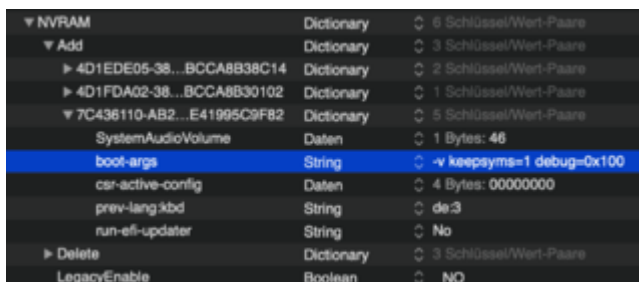 NVRAM Dictionary 6 Schlüssel/Wert-Paare
Add Dictionary 3 Schlüssel/Wert-Paare
4D1EDE05-38...BCCA8B38C14 Dictionary 2 Schlüssel/Wert-Paare
4D1FDA02-38...BCCA8B30102 Dictionary 1 Schlüssel/Wert-Paare
7C436110-AB2...E41995C9F82 Dictionary 5 Schlüssel/Wert-Paare
SystemAudioVolume Daten 1 Bytes: 46
boot-args String -v keepsyms=1 debug=0x100
csr-active-config Daten 4 Bytes: 00000000
prev-lang:kbd String de:3
run-efi-updater String No
Delete Dictionary 3 Schlüssel/Wert-Paare
LegacyEnable Boolean NO